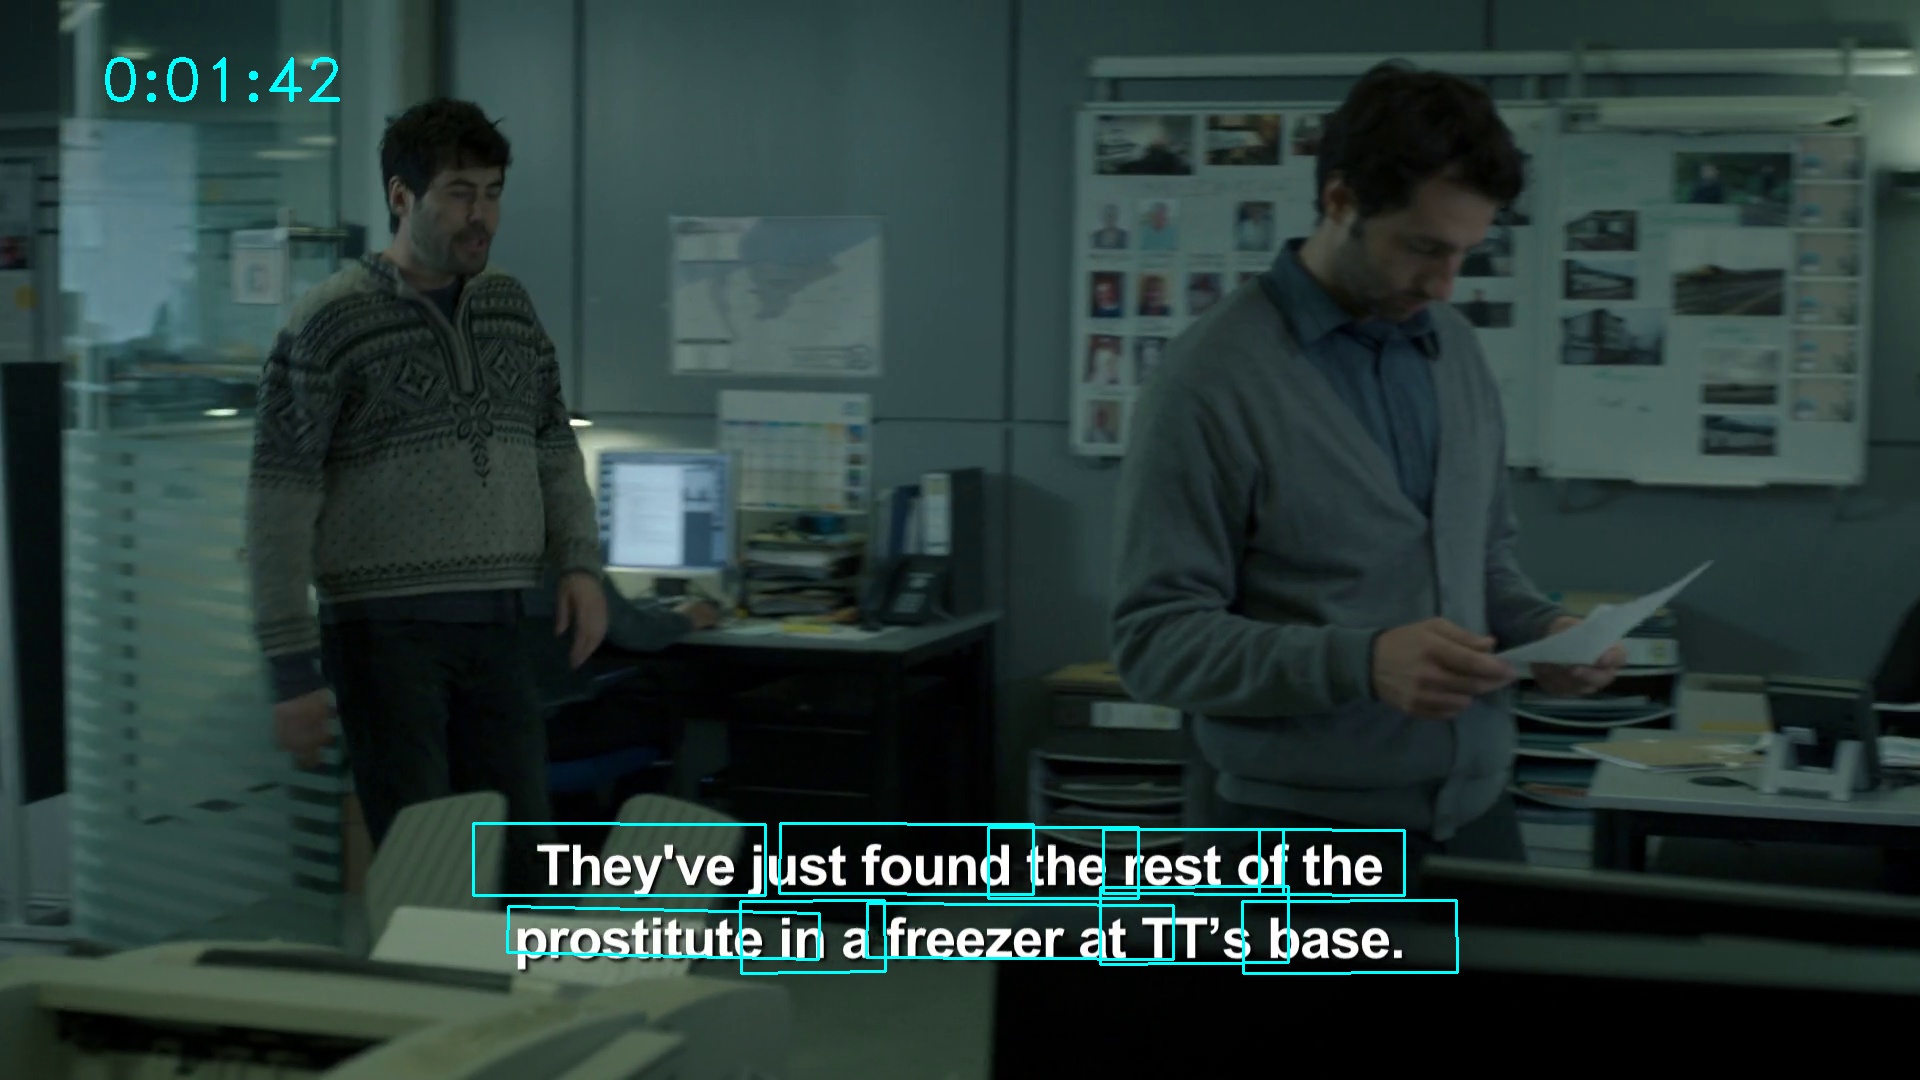 0:01:42
They've just found the rest of the
prostitute in a freezer at TT’s base.